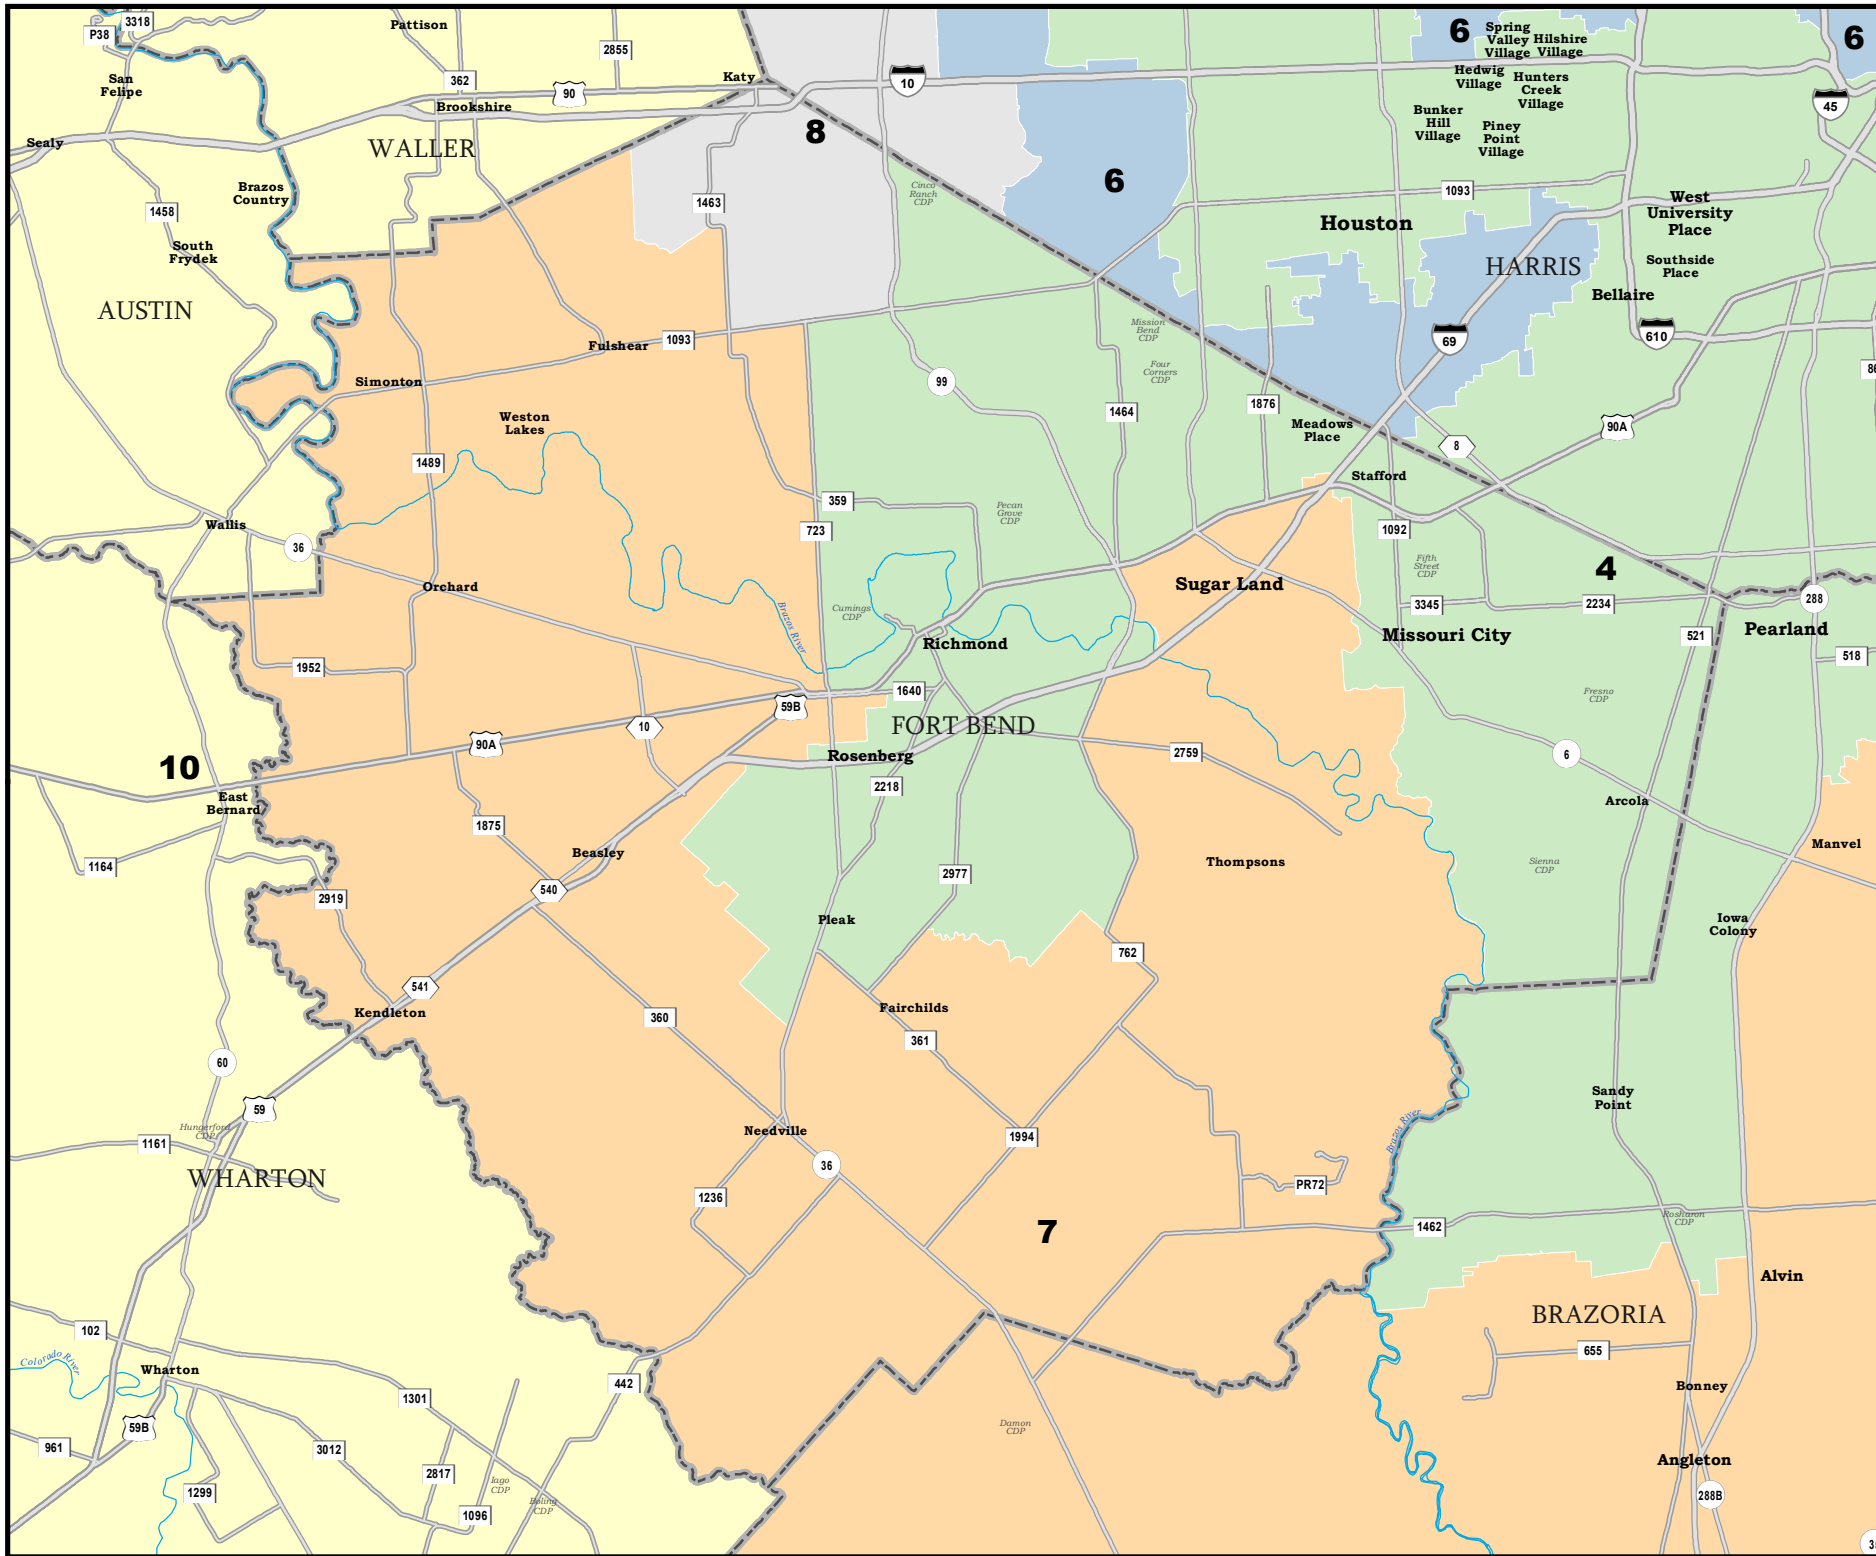 3318
P38
Pattison
2855
362
San
Felipe
Katy
90
Brookshire
10
Sealy
WALLER
8
6
Spring
Valley
Village
Hilshire
Village
6
Hedwig
Village
Hunters
Creek
Village
45
Bunker
Hill
Village
Piney
Point
Village
Brazos
Country
1458
1463
Cinco
Ranch
CDP
6
1093
West
University
Place
Houston
South
Frydek
HARRIS
Southside
Place
Bellaire
AUSTIN
Fulshear
1093
Mission
Bend
CDP
69
610
Simonton
99
Four
Corners
CDP
86
Weston
Lakes
1464
1876
Meadows
Place
90A
8
1489
Stafford
359
Pecan
Grove
CDP
Wallis
723
1092
36
Orchard
Sugar Land
Fifth
Street
CDP
4
Brazos River
Cumings
CDP
3345
2234
288
Richmond
Missouri City
521
Pearland
518
1952
1640
Fresno
CDP
59B
10
FORT BEND
90A
Rosenberg
2759
6
10
2218
East
Bernard
Arcola
1875
Manvel
1164
Beasley
Thompsons
Sienna
CDP
540
2977
2919
Pleak
Iowa
Colony
762
541
Kendleton
360
Fairchilds
361
60
Sandy
Point
59
Hungerford
CDP
1161
Needville
1994
Brazos River
WHARTON
36
1236
PR72
7
1462
Rosharon
CDP
Alvin
BRAZORIA
102
Colorado River
Wharton
655
442
1301
Bonney
59B
Damon
CDP
961
3012
Angleton
2817
Iago
CDP
1299
Boling
CDP
288B
1096
3